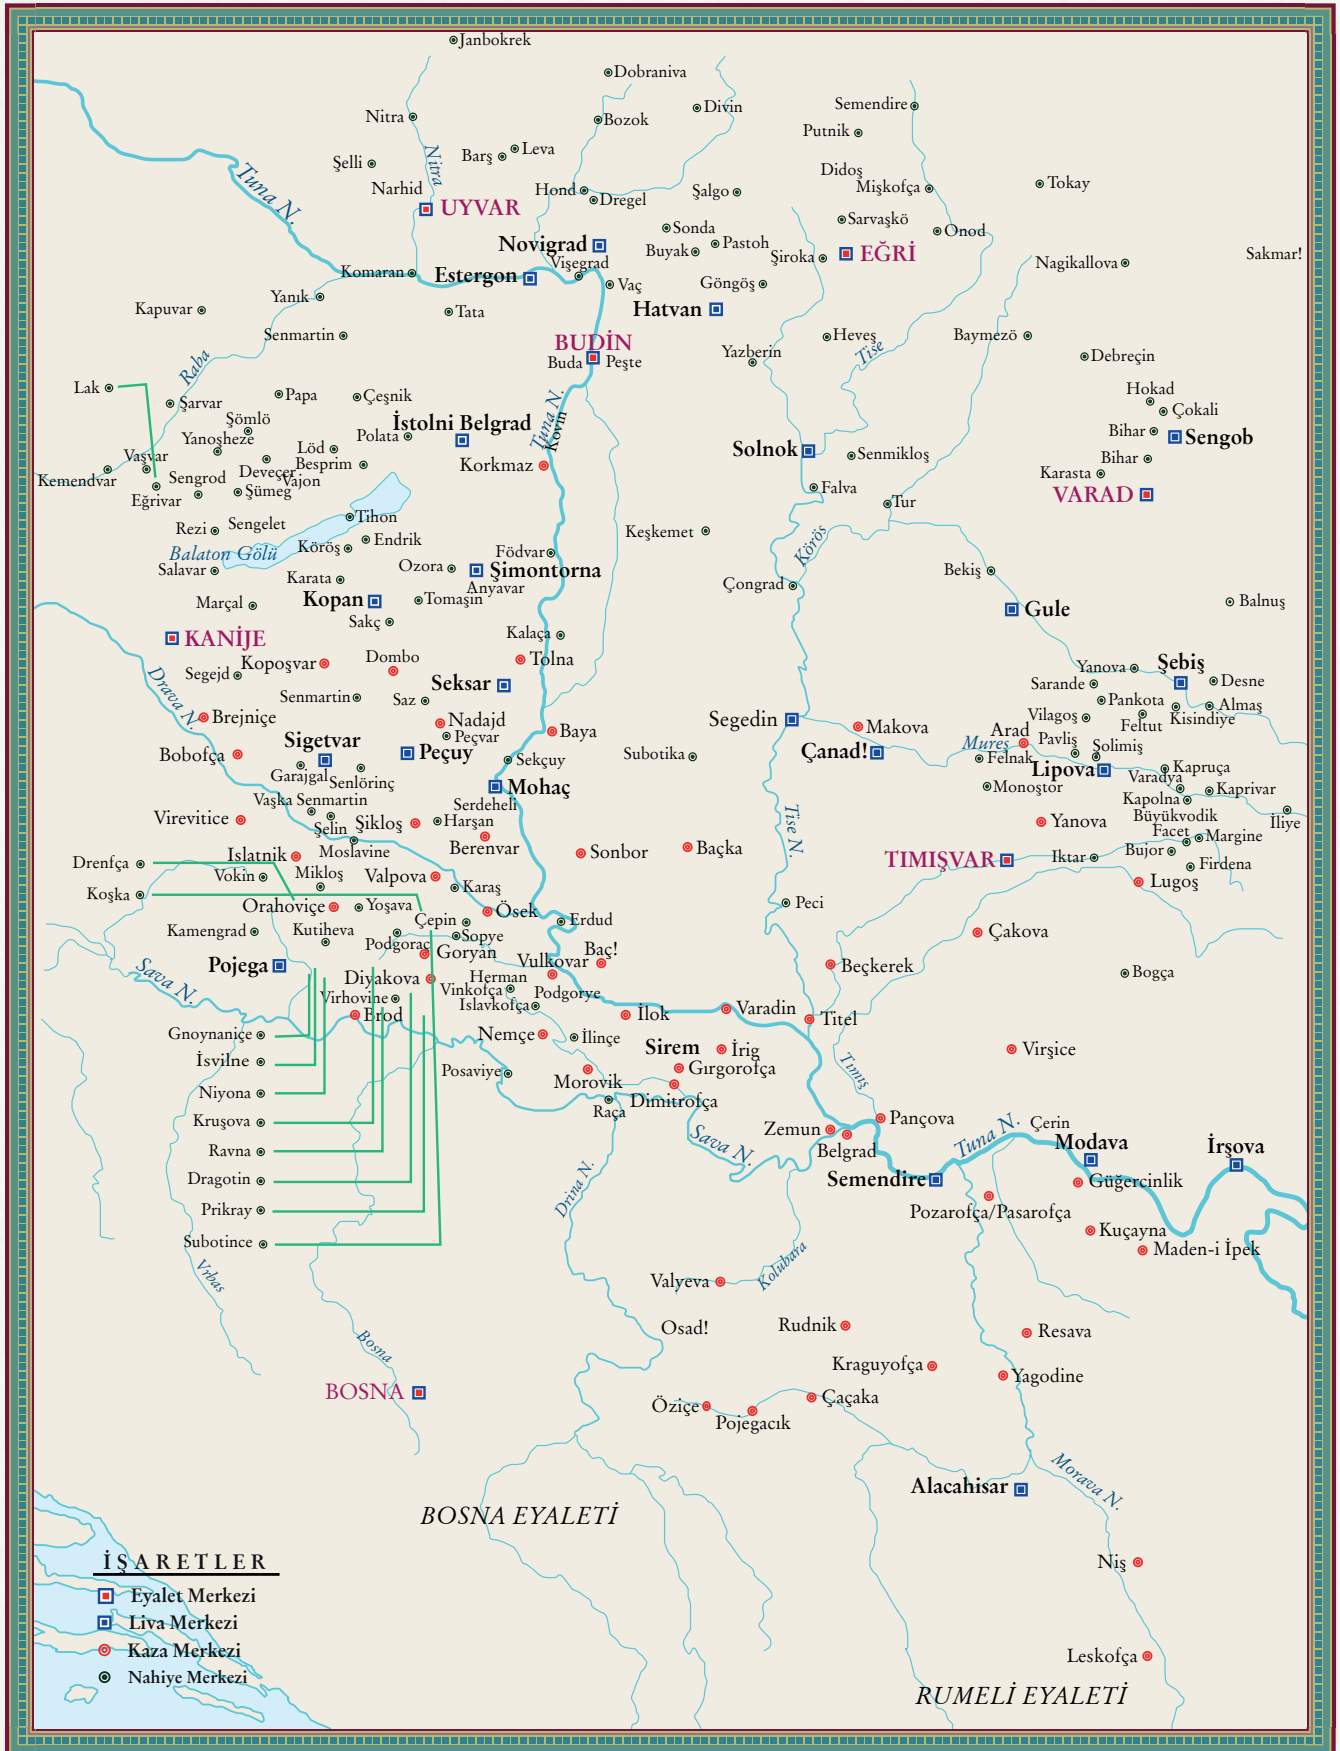 Janbokrek
Dobraniva
Divin
Semendire
Nitra
Bozok
Putnik
Leva
Barş
Şelli
Nitra
Didoş
Tuna N.
Narhid
Hond
Dregel
Şalgo
Mişkofça
Tokay
UYVAR
Sarvaşkö
Sonda
Onod
Novigrad
Buyak
Pastoh
Şiroka
EĞRİ
Sakmar!
Nagikallova
Vişegrad
Komaran
Estergon
Vaç
Göngöş
Yanık
Kapuvar
Tata
Hatvan
Senmartin
BUDİN
Heveş
Baymezö
Buda
Peşte
Yazberin
Tise
Debreçin
Raba
Lak
Hokad
Şarvar
Papa
Çeşnik
Çokali
Şömlö
İstolni Belgrad
Tuna N.
Kovin
Yanoşheze
Polata
Bihar
Sengob
Löd
Solnok
Vaşvar
Senmikloş
Bihar
Deveçer
Besprim
Korkmaz
Kemendvar
Sengrod
Vajon
Karasta
Eğrivar
Şümeg
Falva
VARAD
Tur
Tihon
Rezi
Sengelet
Keşkemet
Endrik
Körös
Balaton Gölü
Köröş
Födvar
Salavar
Karata
Ozora
Şimontorna
Bekiş
Çongrad
Anyavar
Marçal
Kopan
Tomaşin
Gule
Balnuş
Sakç
KANİJE
Kalaça
Kopoşvar
Dombo
Tolna
Yanova
Şebiş
Segejd
Drava N.
Seksar
Sarande
Desne
Senmartin
Saz
Pankota
Almaş
Brejniçe
Nadajd
Segedin
Makova
Vilagoş
Feltut
Kisindiye
Peçvar
Baya
Arad
Pavliş
Sigetvar
Mureş
Solimiş
Bobofça
Peçuy
Sekçuy
Subotika
Çanad!
Felnak
Garajgal
Senlörinç
Lipova
Kapruça
Varadya
Mohaç
Monoştor
Kaprivar
Vaşka
Senmartin
Serdeheli
Kapolna
Virevitice
Şikloş
Harşan
Tise N.
Yanova
Büyükvodik
İliye
Şelin
Facet
Margine
Berenvar
Moslavine
Islatnik
Sonbor
Baçka
TIMIŞVAR
Iktar
Bujor
Firdena
Drenfça
Vokin
Mikloş
Valpova
Karaş
Lugoş
Koşka
Orahoviçe
Yoşava
Ösek
Peci
Çepin
Erdud
Kamengrad
Kutiheva
Sopye
Çakova
Podgoraç
Goryan
Baç!
Pojega
Vulkovar
Beçkerek
Sava N.
Diyakova
Herman
Bogça
Vinkofça
Podgorye
Virhovine
Islavkofça
Brod
İlok
Varadin
Titel
Gnoynaniçe
Nemçe
İlinçe
Sirem
İrig
Virşice
İsvilne
Gırgorofça
Posaviye
Morovik
Timiş
Niyona
Dimitrofça
Raça
Kruşova
Pançova
Zemun
Çerin
Sava N.
Tuna N.
Modava
Ravna
Belgrad
İrşova
Dragotin
Drina N.
Semendire
Güğercinlik
Prikray
Pozarofça/Pasarofça
Kuçayna
Subotince
Maden-i İpek
Vrbas
Valyeva
Kolubara
Osad!
Rudnik
Resava
Bosna
Kraguyofça
Yagodine
BOSNA
Çaçaka
Öziçe
Pojegacık
Alacahisar
Morava N.
BOSNA EYALETİ
Niş
İŞARETLER
Eyalet Merkezi
Liva Merkezi
Kaza Merkezi
Nahiye Merkezi
Leskofça
RUMELİ EYALETİ